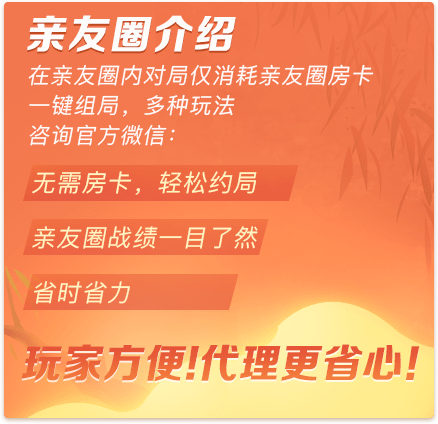 亲友圈介绍
在亲友圈内对局仅消耗亲友圈房卡
一键组局，多种玩法
咨询官方微信：
无需房卡，轻松约局
亲友圈战绩一目了然
省时省力
玩家方便!代理更省心!